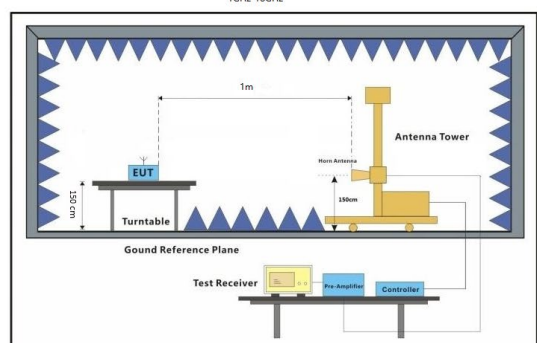 1m
Antenna Tower
Horn Antenna
EUT
150 cm
150cm
Turntable
Gound Reference Plane
Test Receiver
Pre-Amplifier
Controller